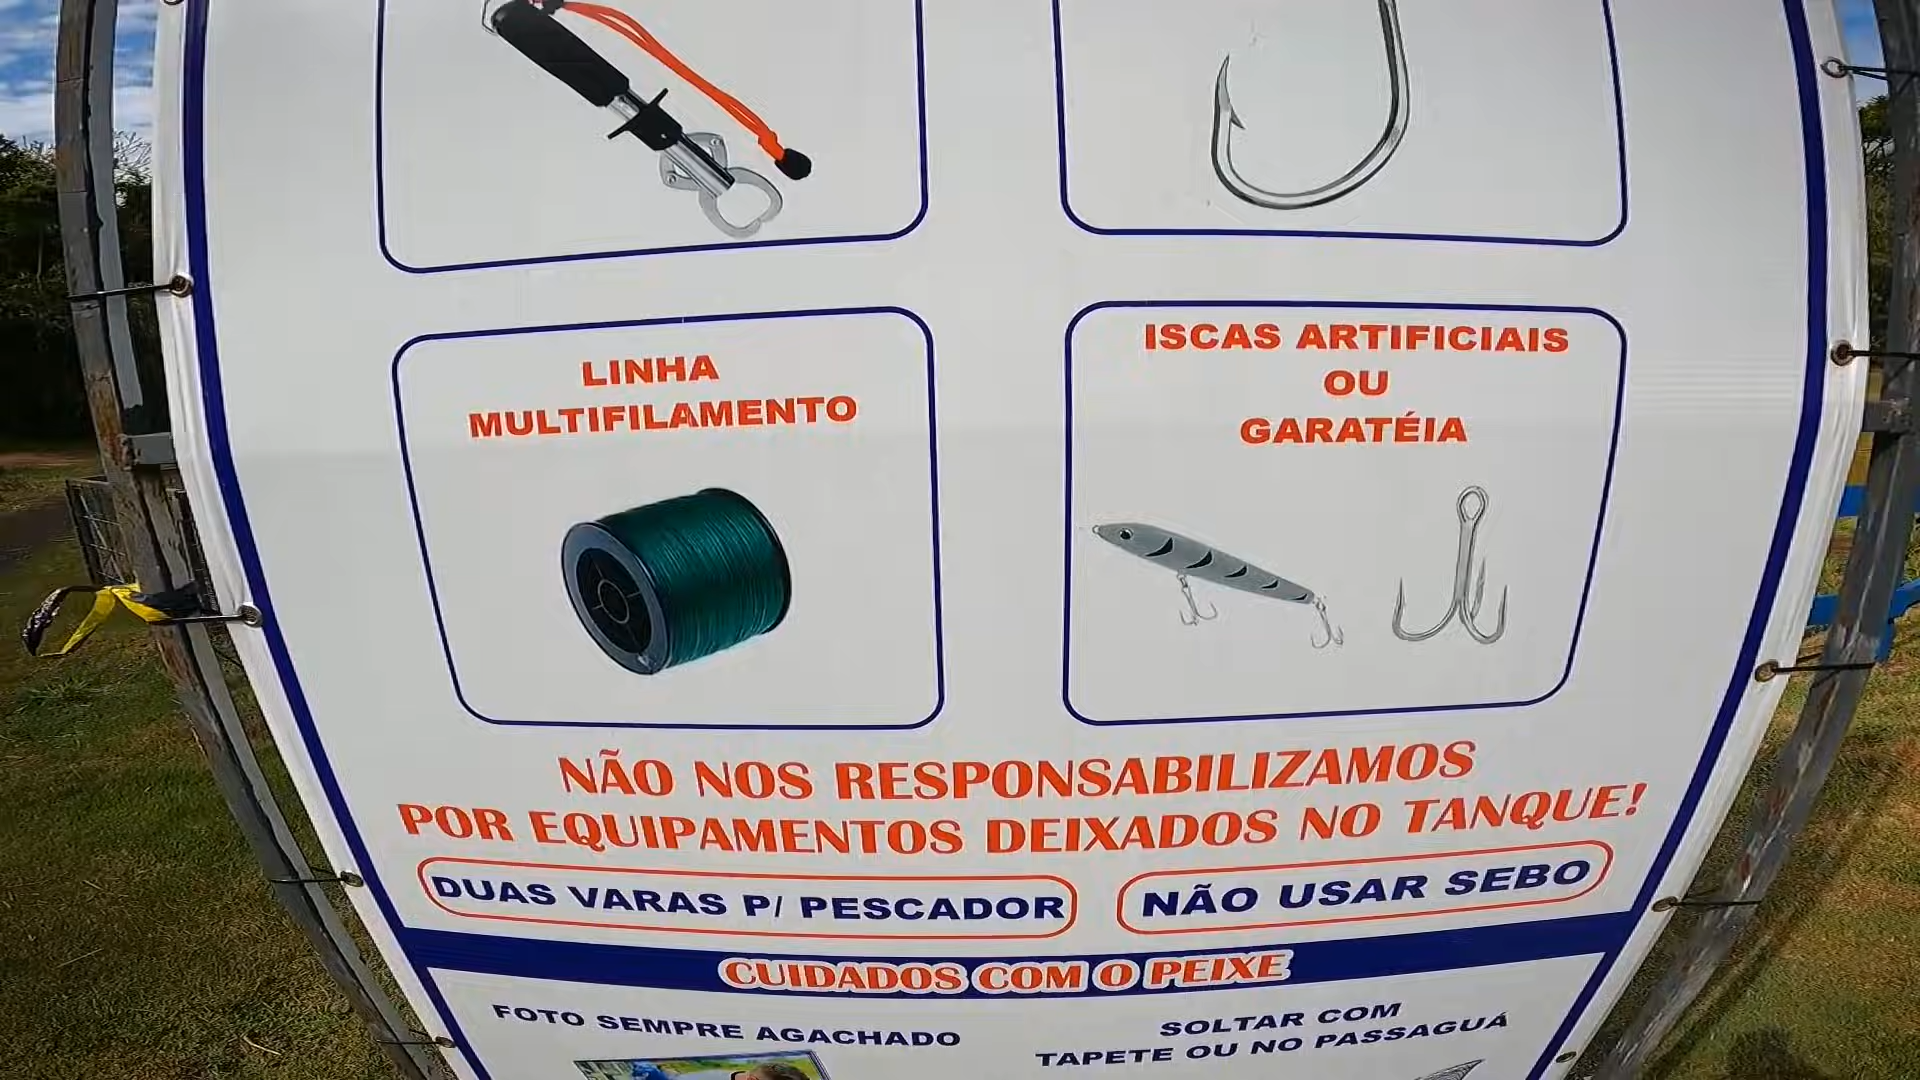 LINHA
MULTIFILAMENTO
ISCAS ARTIFICIAIS
OU
GARATÉIA
NÃO NOS RESPONSABILIZAMOS
POR EQUIPAMENTOS DEIXADOS NO TANQUE!
DUAS VARAS P/ PESCADOR
NÃO USAR SEBO
CUIDADOS COM O PEIXE
FOTO SEMPRE AGACHADO
SOLTAR COM
TAPETE OU NO PASSAGUÁ